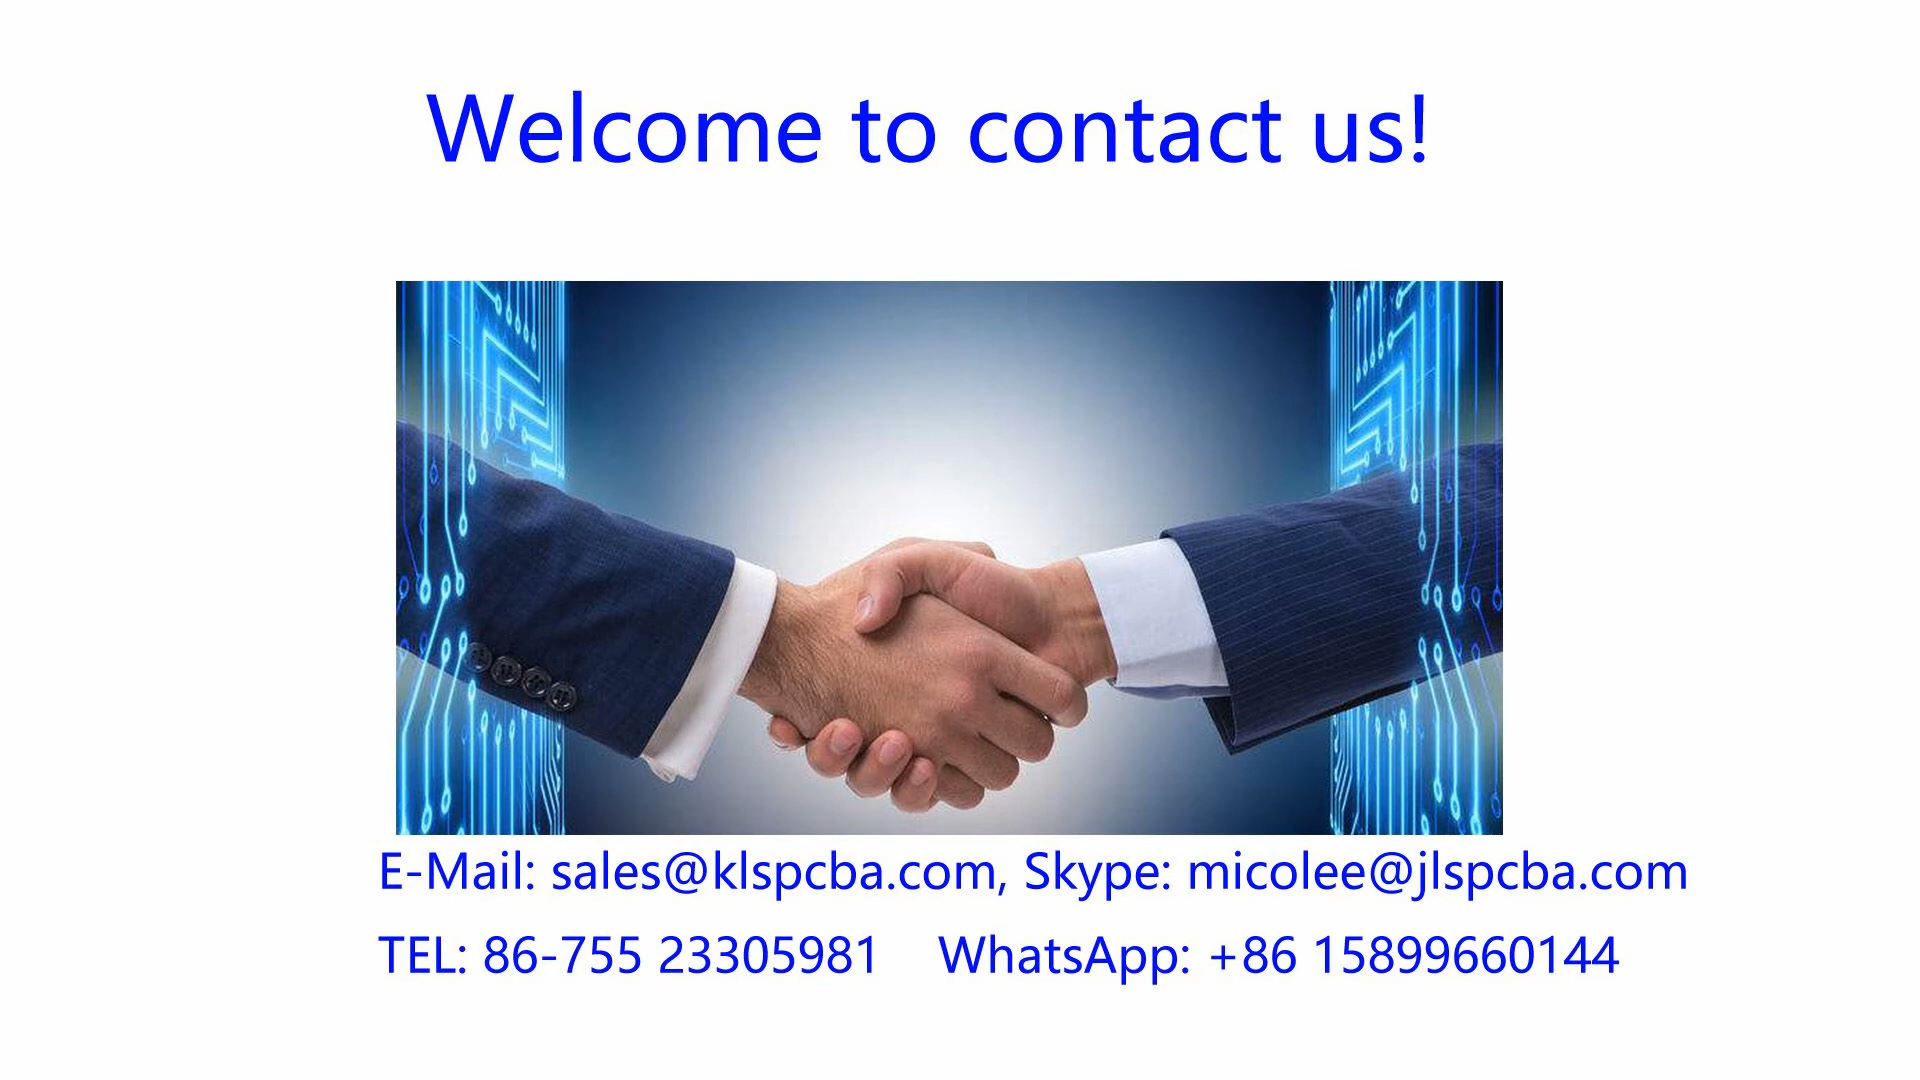 Welcome to contact us!
E-Mail: sales@klspcba.com, Skype: micolee@jlspcba.com
TEL: 86-755 23305981 WhatsApp: +86 15899660144